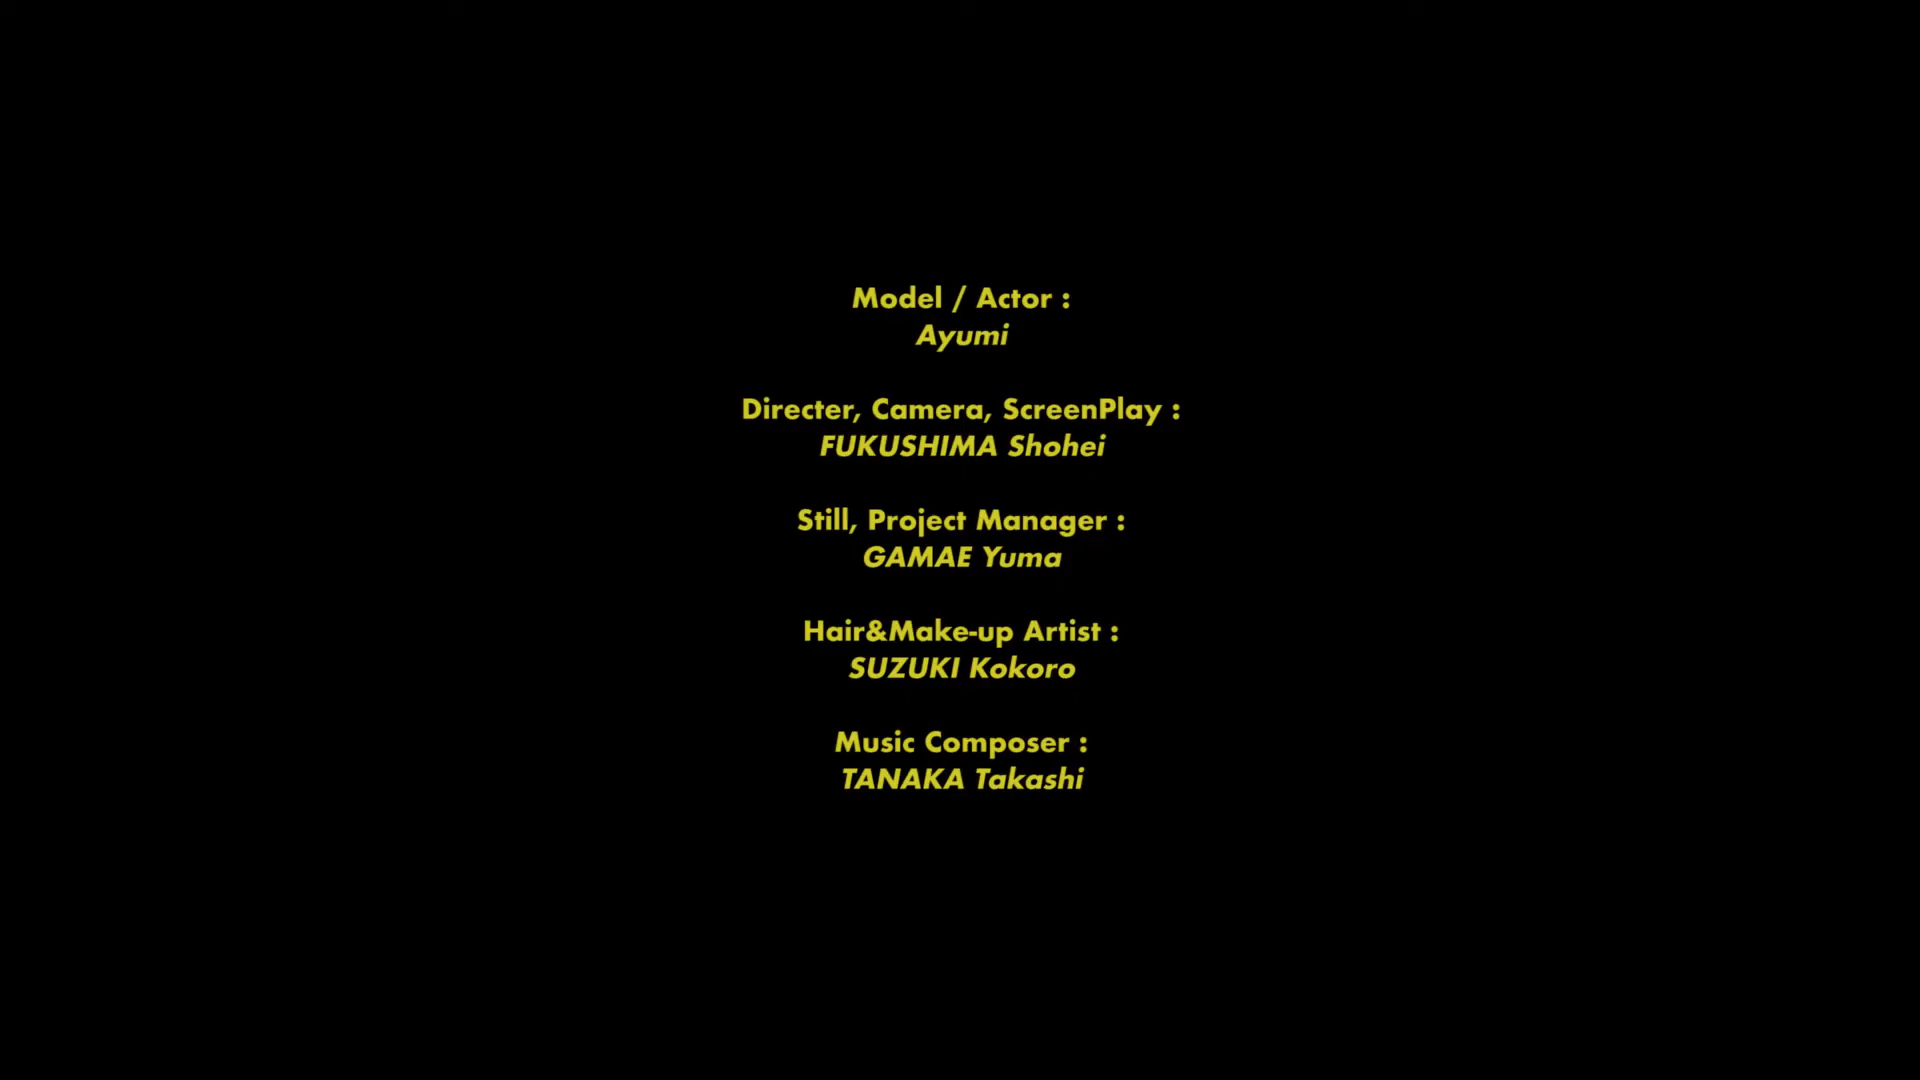 Model / Actor :
Ayumi
Directer, Camera, ScreenPlay :
FUKUSHIMA Shohei
Still, Project Manager :
GAMAE Yuma
Hair&Make-up Artist :
SUZUKI Kokoro
Music Composer :
TANAKA Takashi